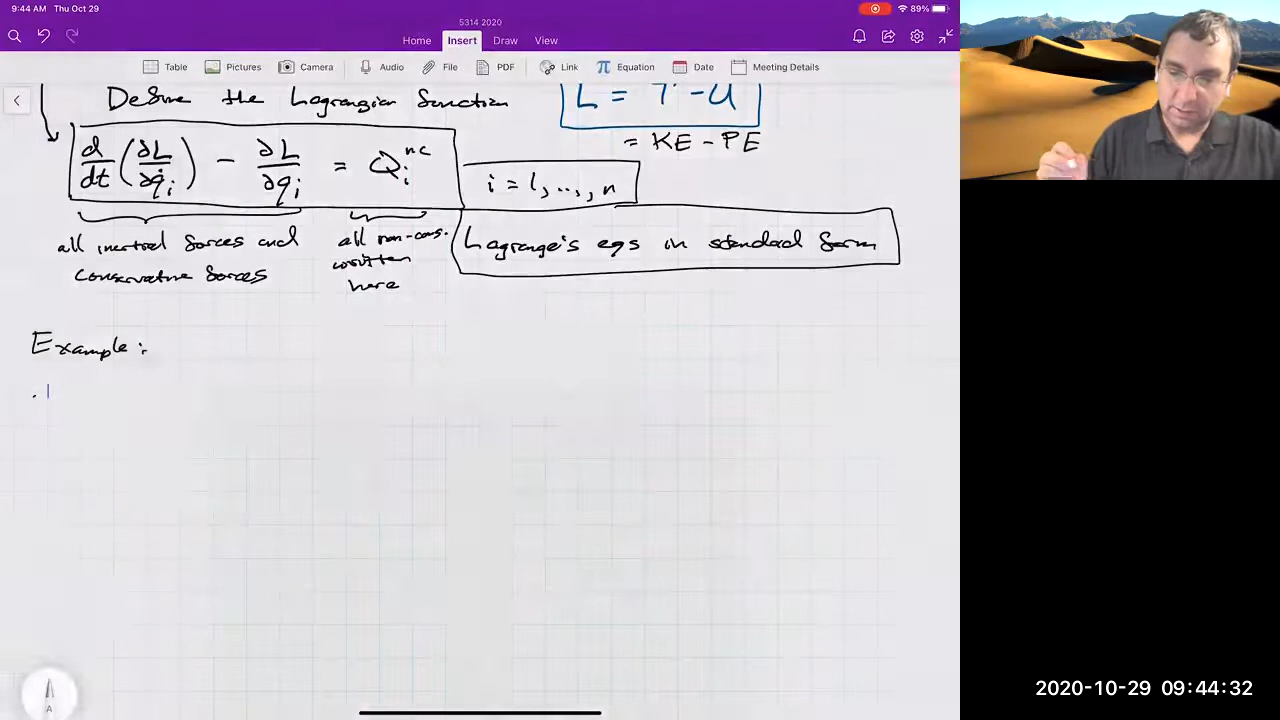 9:44 AM Thu Oct 29
89%
5314 2020
Home Insert Draw View
Table Pictures Camera Audio File PDF Link Equation Date Meeting Details
Define the Lagrangian function
L = T - U
= KE - PE
d/dt (∂L/∂q̇ᵢ) - ∂L/∂qᵢ = Qᵢⁿᶜ
i = 1, ..., n
all inertial forces and conservative forces
all non-cons. written here
Lagrange's eqs in standard form
Example:
A
2020-10-29 09:44:32